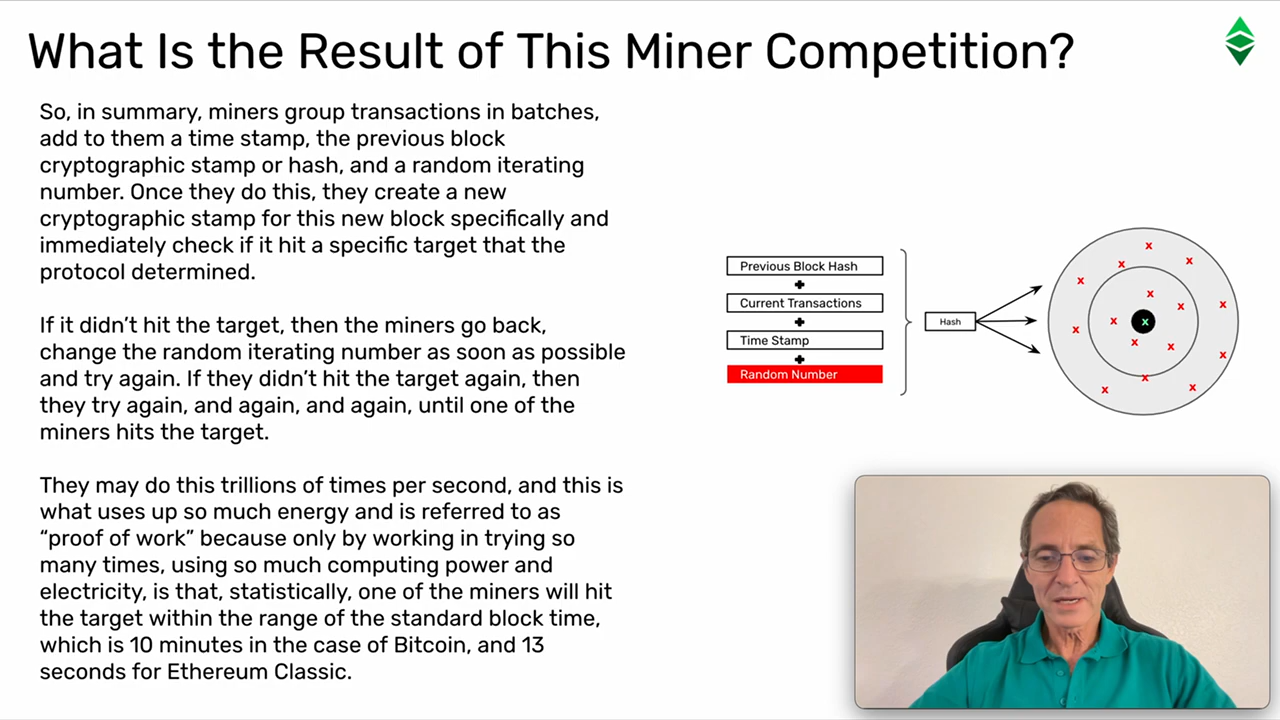 What Is the Result of This Miner Competition?
So, in summary, miners group transactions in batches,
add to them a time stamp, the previous block
cryptographic stamp or hash, and a random iterating
number. Once they do this, they create a new
cryptographic stamp for this new block specifically and
immediately check if it hit a specific target that the
protocol determined.
If it didn’t hit the target, then the miners go back,
change the random iterating number as soon as possible
and try again. If they didn’t hit the target again, then
they try again, and again, and again, until one of the
miners hits the target.
They may do this trillions of times per second, and this is
what uses up so much energy and is referred to as
“proof of work” because only by working in trying so
many times, using so much computing power and
electricity, is that, statistically, one of the miners will hit
the target within the range of the standard block time,
which is 10 minutes in the case of Bitcoin, and 13
seconds for Ethereum Classic.
Previous Block Hash
Current Transactions
Time Stamp
Random Number
Hash